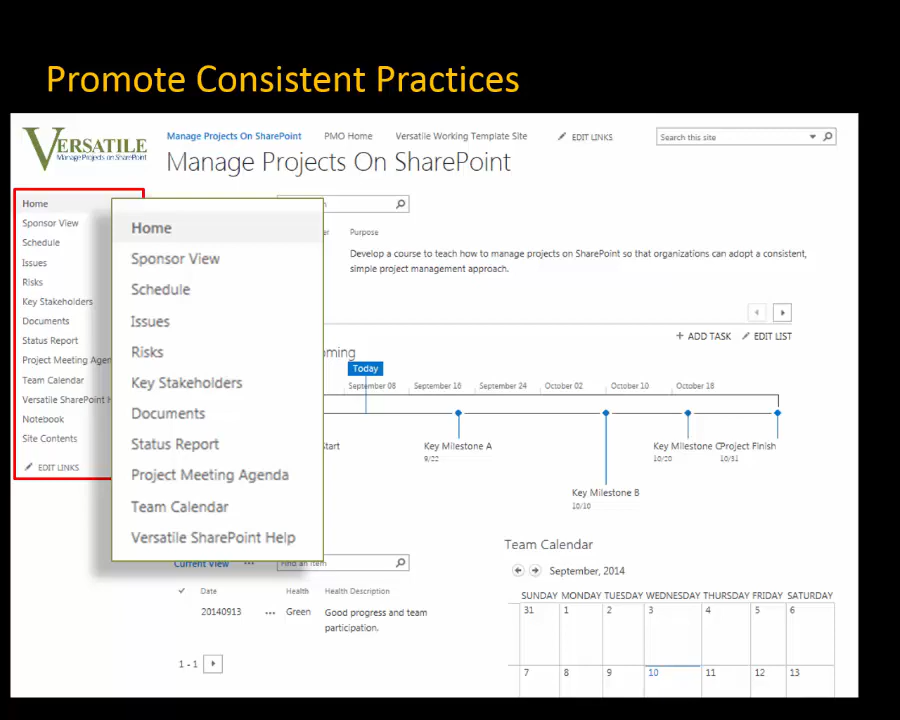 Promote Consistent Practices
VERSATILE
Manage Projects on SharePoint
Manage Projects On SharePoint
PMO Home
Versatile Working Template Site
EDIT LINKS
Search this site
Manage Projects On SharePoint
Home
Sponsor View
Schedule
Issues
Risks
Key Stakeholders
Documents
Status Report
Project Meeting Agen
Team Calendar
Versatile SharePoint H
Notebook
Site Contents
EDIT LINKS
Home
Sponsor View
Schedule
Issues
Risks
Key Stakeholders
Documents
Status Report
Project Meeting Agenda
Team Calendar
Versatile SharePoint Help
Purpose
Develop a course to teach how to manage projects on SharePoint so that organizations can adopt a consistent,
simple project management approach.
+ ADD TASK
EDIT LIST
oming
Today
September 08 September 16 September 24 October 02 October 10 October 18
Start
Key Milestone A
9/22
Key Milestone B
10/10
Key Milestone C
10/20
Project Finish
10/31
Current View ··· Find an item
Date Health Health Description
20140913 ··· Green Good progress and team
participation.
1 - 1
Team Calendar
September, 2014
SUNDAY MONDAY TUESDAY WEDNESDAY THURSDAY FRIDAY SATURDAY
31 1 2 3 4 5 6
7 8 9 10 11 12 13